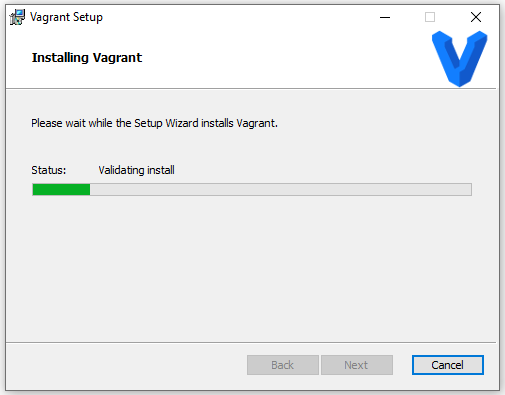 Vagrant Setup
Installing Vagrant
Please wait while the Setup Wizard installs Vagrant.
Status: Validating install
Back Next Cancel